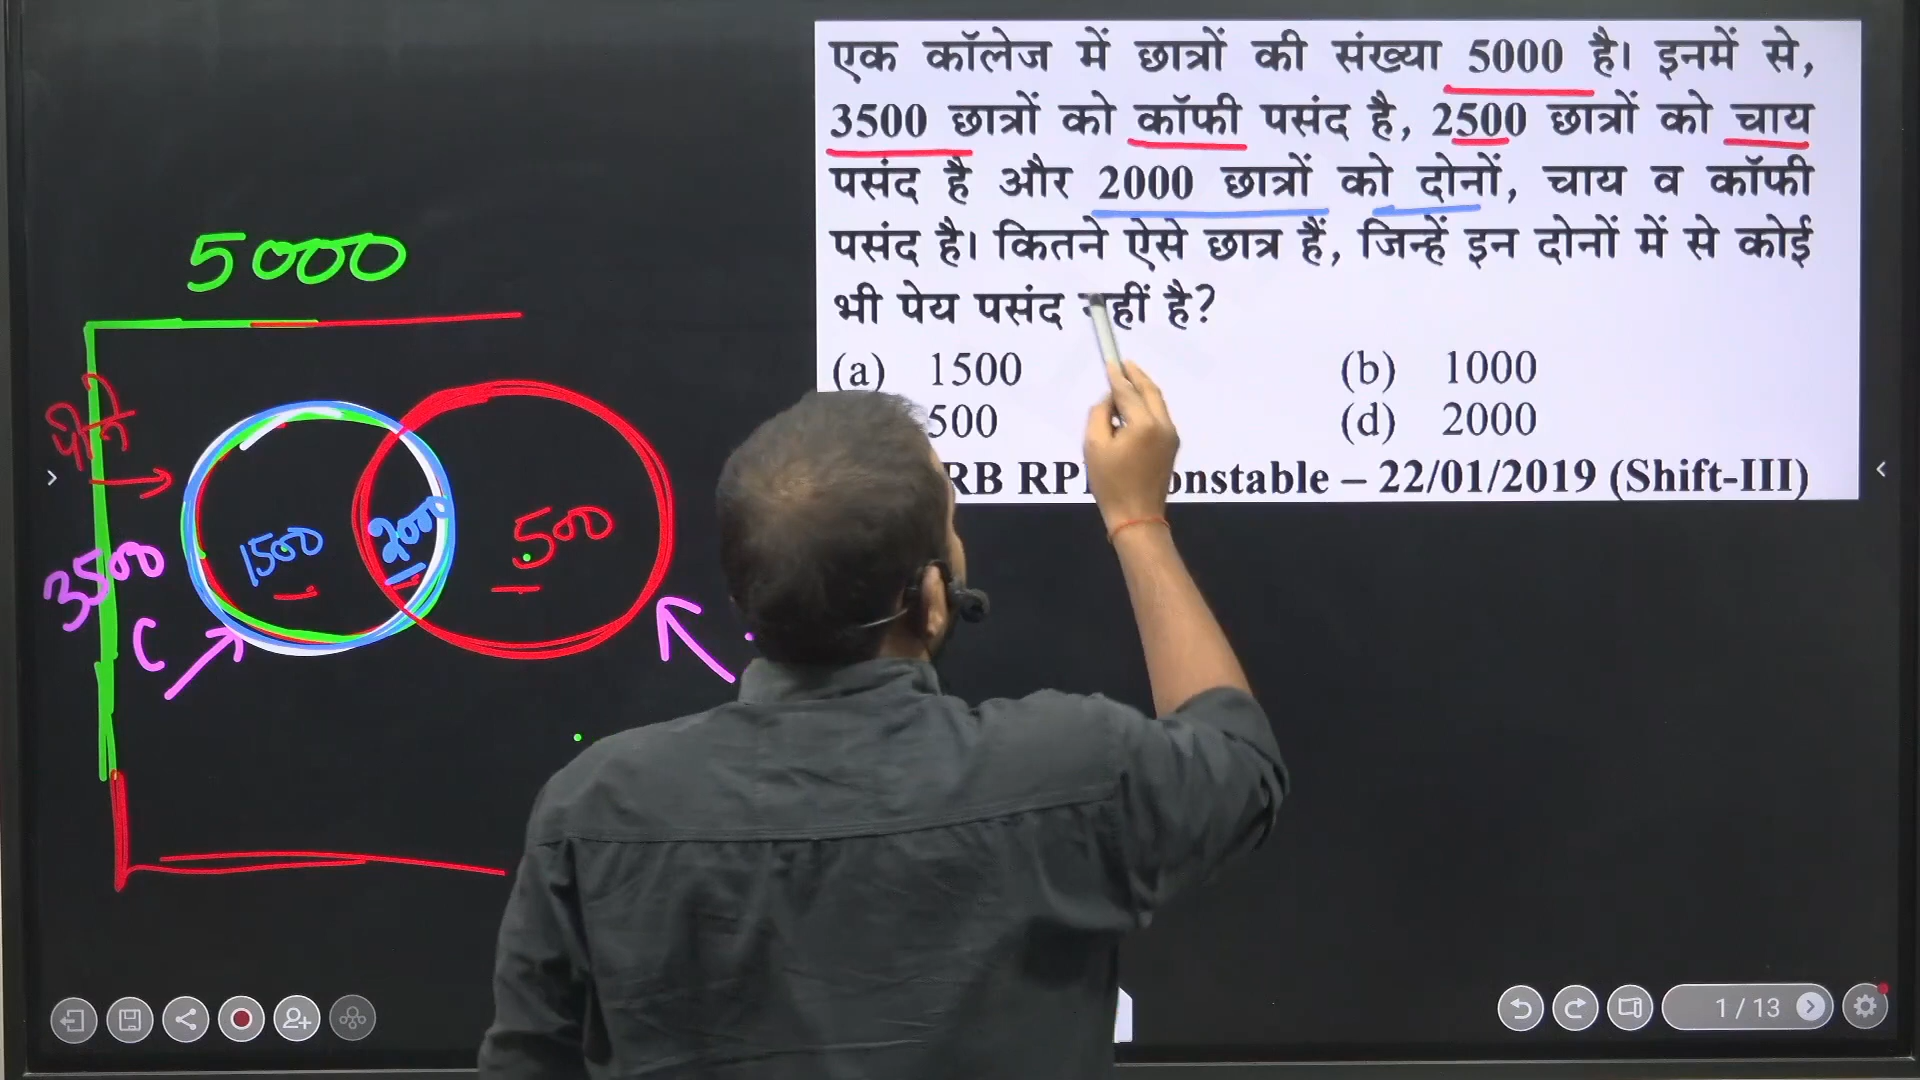 एक कॉलेज में छात्रों की संख्या 5000 है। इनमें से,
3500 छात्रों को कॉफी पसंद है, 2500 छात्रों को चाय
पसंद है और 2000 छात्रों को दोनों, चाय व कॉफी
पसंद है। कितने ऐसे छात्र हैं, जिन्हें इन दोनों में से कोई
भी पेय पसंद नहीं है?
(a) 1500 (b) 1000
500 (d) 2000
RB RP onstable – 22/01/2019 (Shift-III)
5000
पीते
1500 2000 500
3500
C
1 / 13